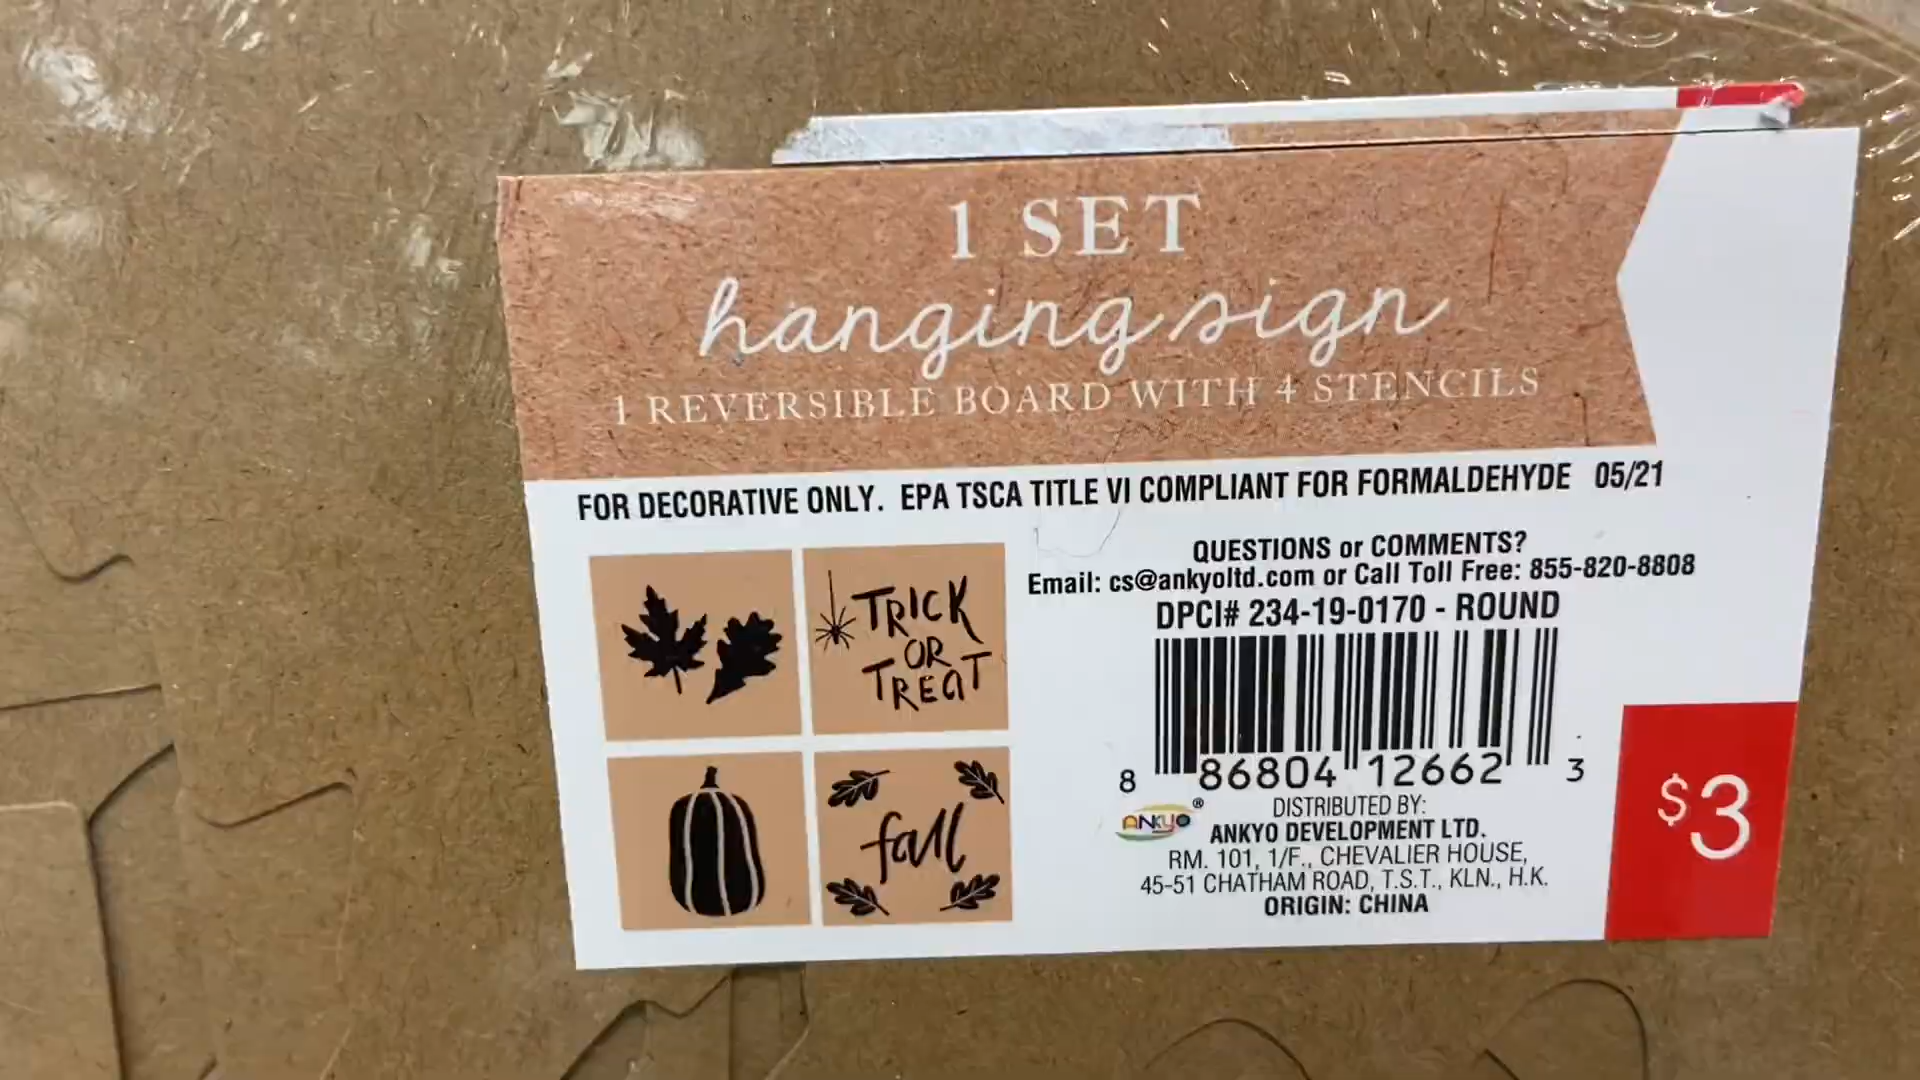 1 SET
hanging sign
1 REVERSIBLE BOARD WITH 4 STENCILS
FOR DECORATIVE ONLY. EPA TSCA TITLE VI COMPLIANT FOR FORMALDEHYDE 05/21
TRICK
OR
TREAT
fall
QUESTIONS or COMMENTS?
Email: cs@ankyoltd.com or Call Toll Free: 855-820-8808
DPCI# 234-19-0170 - ROUND
8 86804 12662 3
ANKYO®
DISTRIBUTED BY:
ANKYO DEVELOPMENT LTD.
RM. 101, 1/F., CHEVALIER HOUSE,
45-51 CHATHAM ROAD, T.S.T., KLN., H.K.
ORIGIN: CHINA
$3